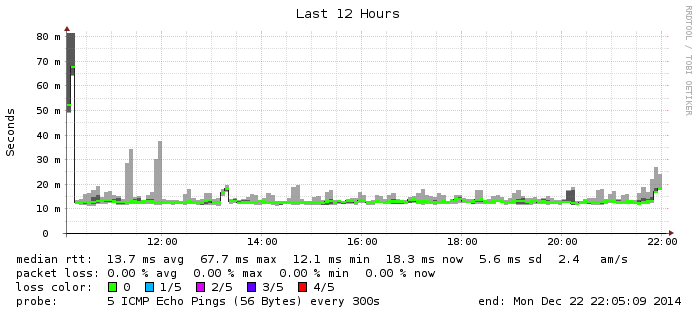 Last 12 Hours
RRDTOOL / TOBI OETIKER
Seconds
80 m
70 m
60 m
50 m
40 m
30 m
20 m
10 m
0
12:00 14:00 16:00 18:00 20:00 22:00
median rtt: 13.7 ms avg 67.7 ms max 12.1 ms min 18.3 ms now 5.6 ms sd 2.4 am/s
packet loss: 0.00 % avg 0.00 % max 0.00 % min 0.00 % now
loss color: 0 1/5 2/5 3/5 4/5
probe: 5 ICMP Echo Pings (56 Bytes) every 300s end: Mon Dec 22 22:05:09 2014